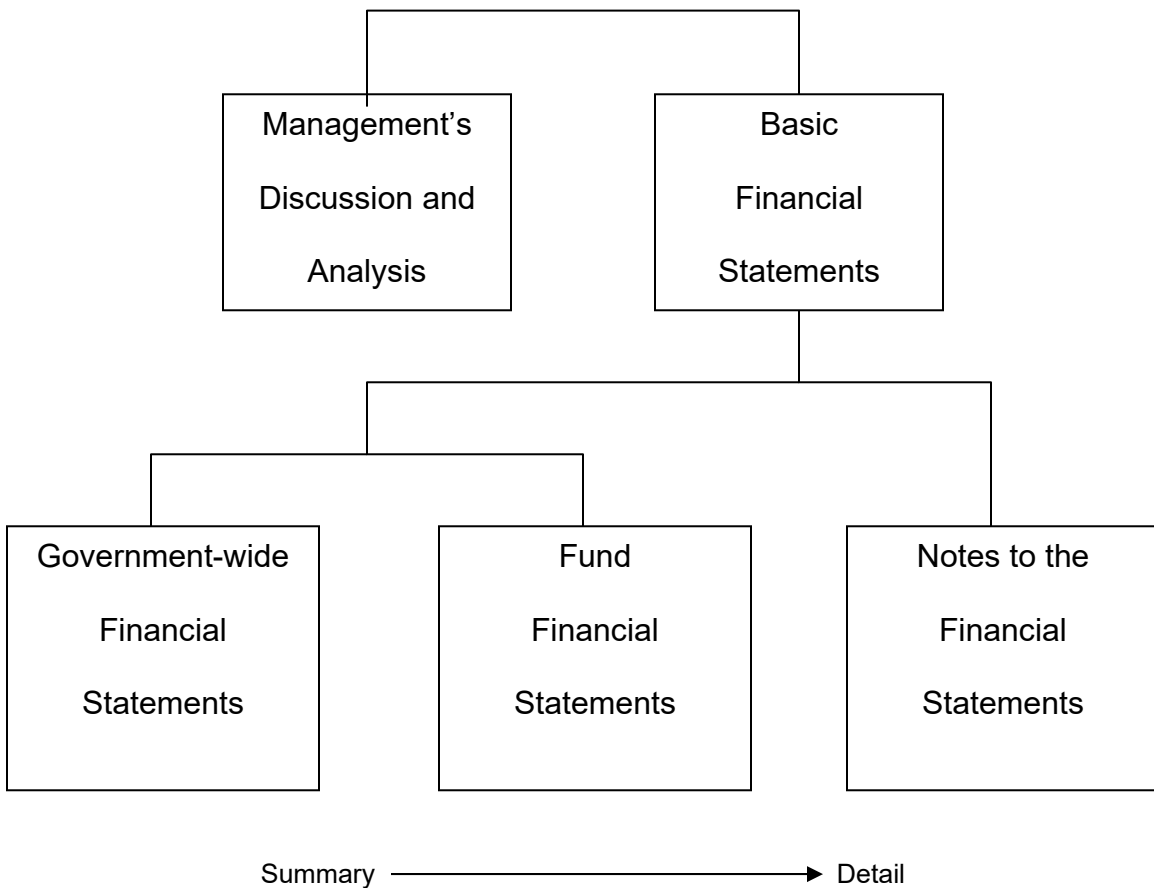 Management’s
Discussion and
Analysis
Basic
Financial
Statements
Government-wide
Financial
Statements
Fund
Financial
Statements
Notes to the
Financial
Statements
Summary
Detail